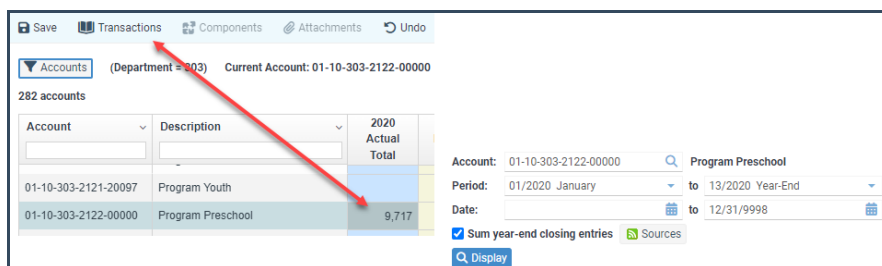 Save Transactions Components Attachments Undo
Accounts (Department = 303) Current Account: 01-10-303-2122-00000
282 accounts
Account Description 2020 Actual Total
01-10-303-2121-20097 Program Youth
01-10-303-2122-00000 Program Preschool 9,717
Account: 01-10-303-2122-00000 Program Preschool
Period: 01/2020 January to 13/2020 Year-End
Date: to 12/31/9998
Sum year-end closing entries Sources
Display